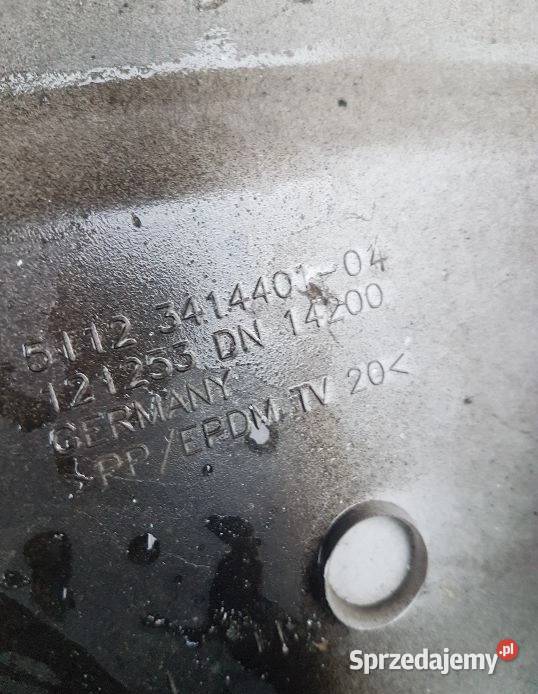 5112 3414401-04
121253 DN 14200
GERMANY
>PP/EPDM TV 20<
Sprzedajemy.pl